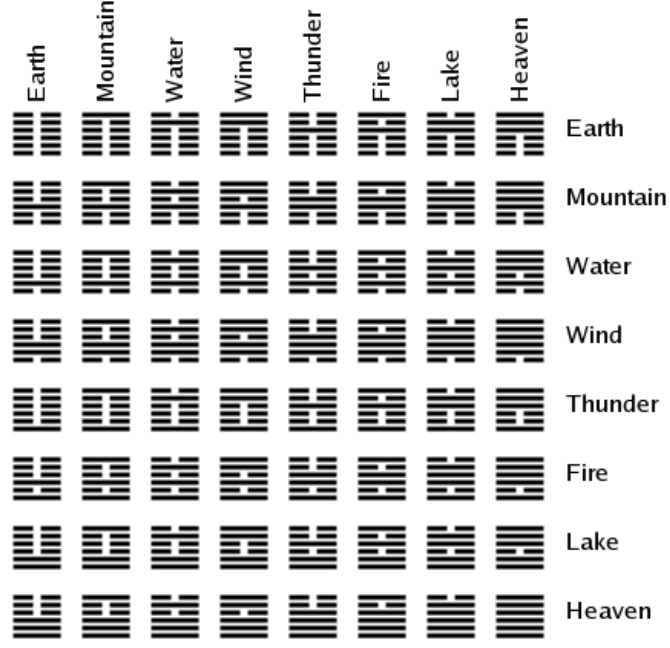 Earth
Mountain
Water
Wind
Thunder
Fire
Lake
Heaven
Earth
Mountain
Water
Wind
Thunder
Fire
Lake
Heaven